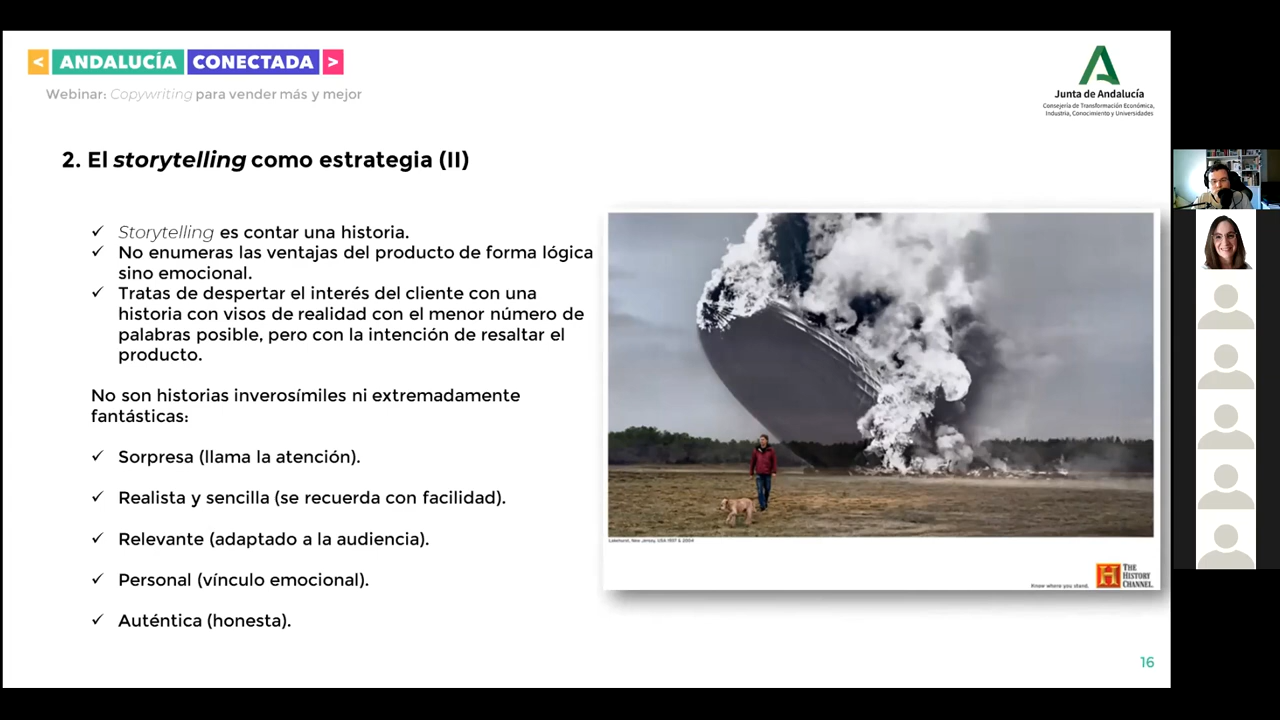 < ANDALUCÍA CONECTADA >
Webinar: Copywriting para vender más y mejor
Junta de Andalucía
Consejería de Transformación Económica,
Industria, Conocimiento y Universidades
2. El storytelling como estrategia (II)
✓ Storytelling es contar una historia.
✓ No enumeras las ventajas del producto de forma lógica
sino emocional.
✓ Tratas de despertar el interés del cliente con una
historia con visos de realidad con el menor número de
palabras posible, pero con la intención de resaltar el
producto.
No son historias inverosímiles ni extremadamente
fantásticas:
✓ Sorpresa (llama la atención).
✓ Realista y sencilla (se recuerda con facilidad).
✓ Relevante (adaptado a la audiencia).
✓ Personal (vínculo emocional).
✓ Auténtica (honesta).
New Jersey, USA 1937 & 2004
Know where you stand.
H
THE
HISTORY
CHANNEL.
16